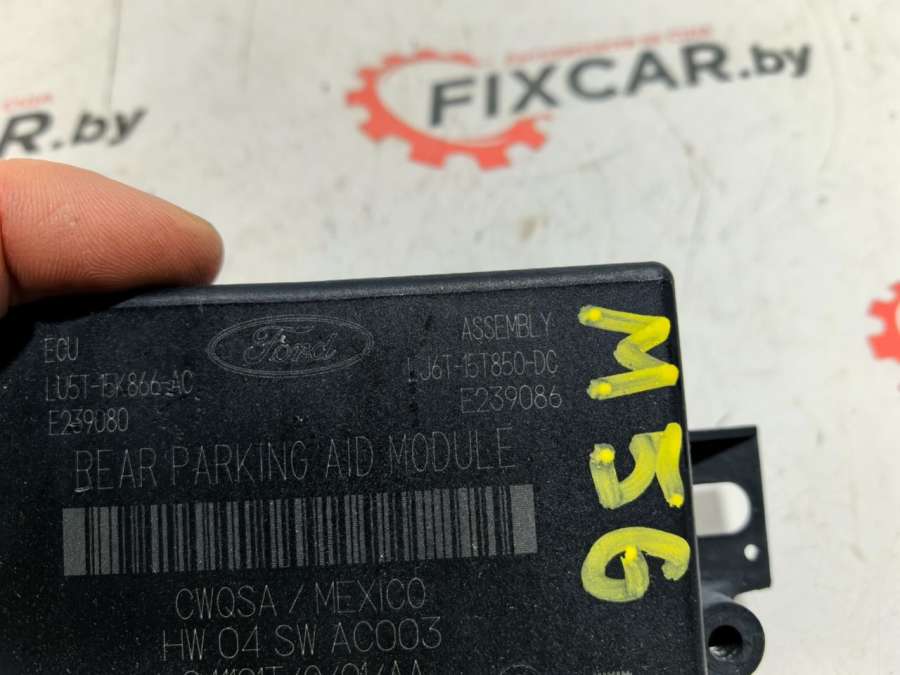 FIXCAR.by
R.by
ECU
LU5T-15K866-AC
E239080
Ford
ASSEMBLY
LJ6T-15T850-DC
E239086
REAR PARKING AID MODULE
CWQSA / MEXICO
HW 04 SW AC003
M56